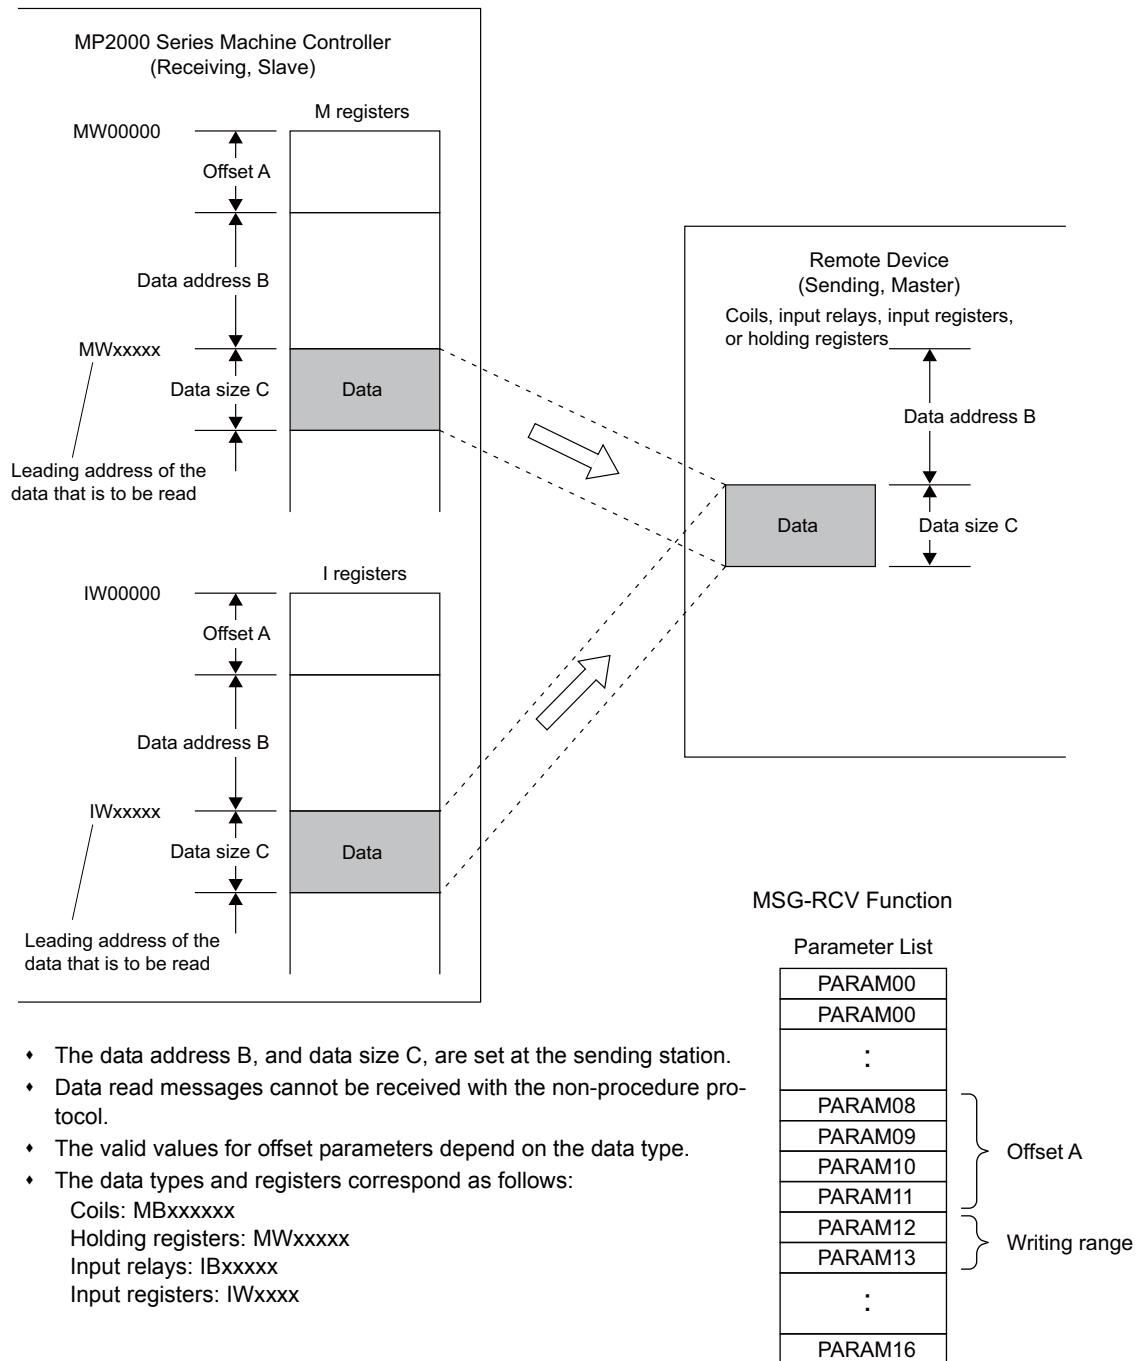 MP2000 Series Machine Controller
(Receiving, Slave)
M registers
MW00000
Offset A
Data address B
MWxxxxx
Data size C
Data
Leading address of the
data that is to be read
I registers
IW00000
Offset A
Data address B
IWxxxxx
Data size C
Data
Leading address of the
data that is to be read
Remote Device
(Sending, Master)
Coils, input relays, input registers,
or holding registers
Data address B
Data
Data size C
MSG-RCV Function
Parameter List
PARAM00
PARAM00
:
PARAM08
PARAM09
PARAM10
PARAM11
Offset A
PARAM12
PARAM13
Writing range
:
PARAM16
♦ The data address B, and data size C, are set at the sending station.
♦ Data read messages cannot be received with the non-procedure pro-
tocol.
♦ The valid values for offset parameters depend on the data type.
♦ The data types and registers correspond as follows:
Coils: MBxxxxxx
Holding registers: MWxxxxx
Input relays: IBxxxxx
Input registers: IWxxxx